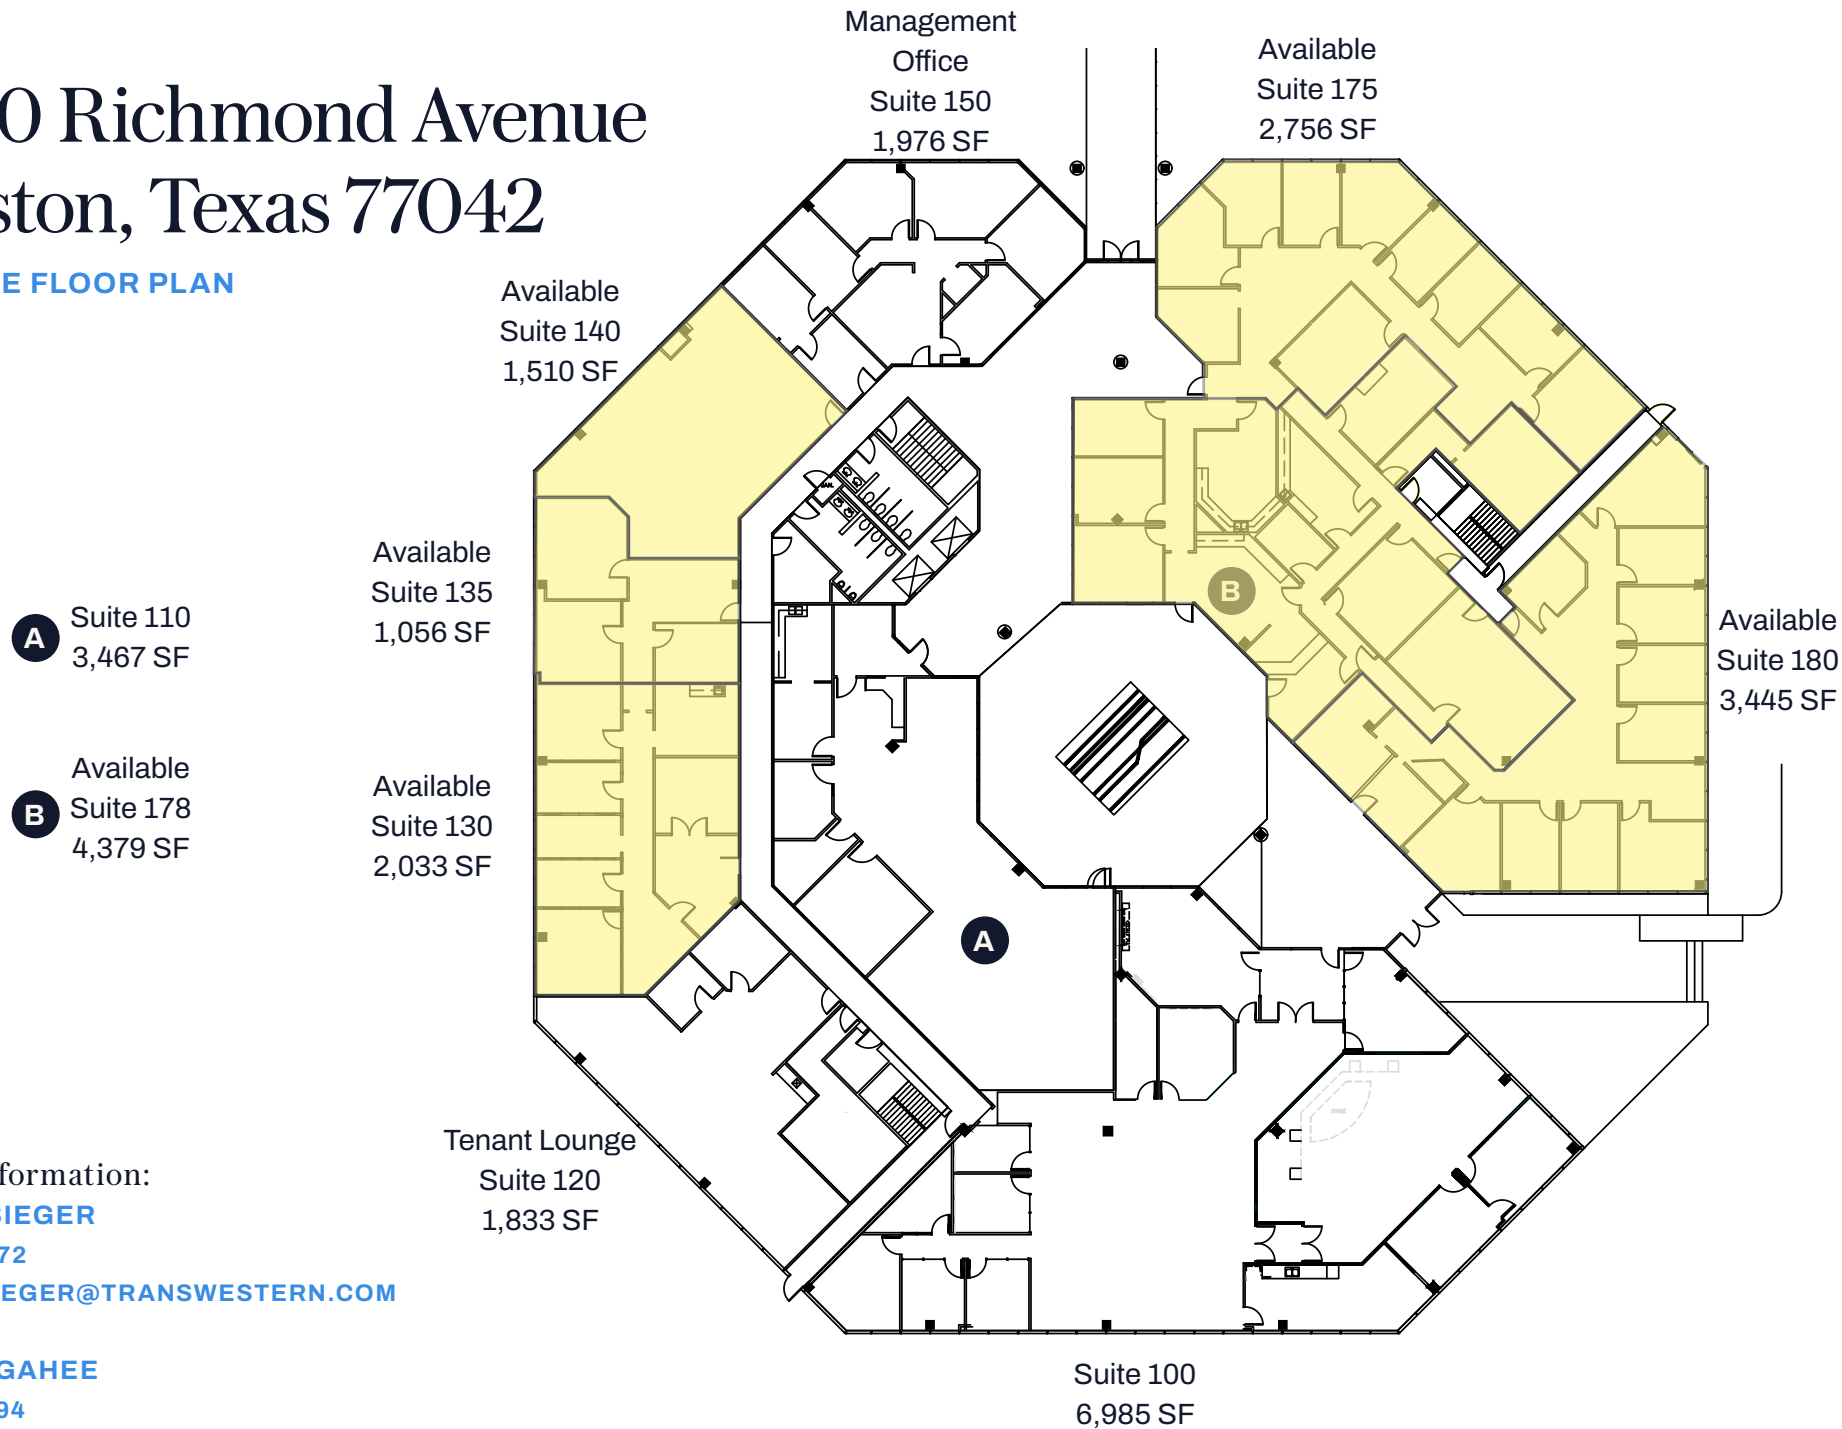 0 Richmond Avenue
ston, Texas 77042
E FLOOR PLAN
Management
Office
Suite 150
1,976 SF
Available
Suite 175
2,756 SF
Available
Suite 140
1,510 SF
Available
Suite 135
1,056 SF
A
Suite 110
3,467 SF
B
Available
Suite 178
4,379 SF
Available
Suite 130
2,033 SF
B
Available
Suite 180
3,445 SF
A
Tenant Lounge
Suite 120
1,833 SF
Suite 100
6,985 SF
formation:
SIEGER
72
EGER@TRANSWESTERN.COM
GAHEE
94